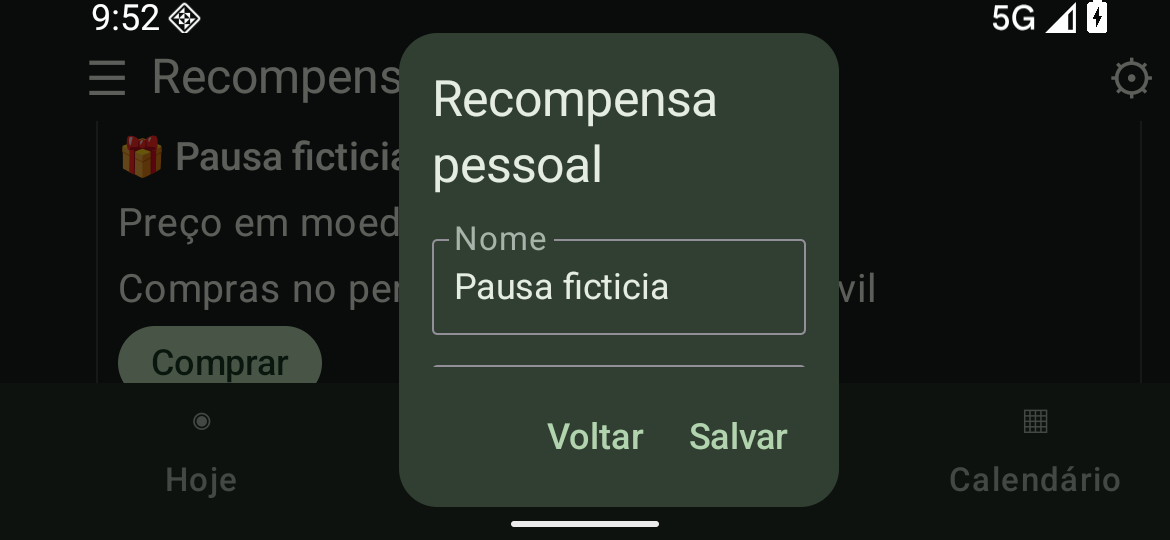 9:52
5G
Recompens
Recompensa
pessoal
🎁 Pausa ficticia
Preço em moed
Compras no per
vil
Nome
Pausa ficticia
Comprar
Voltar
Salvar
Hoje
Calendário